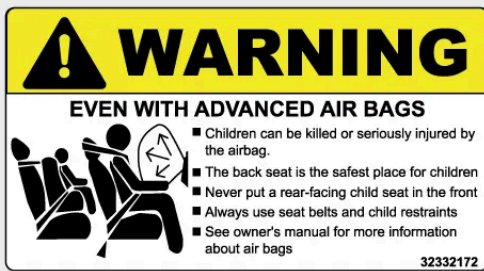 WARNING
EVEN WITH ADVANCED AIR BAGS
■ Children can be killed or seriously injured by
the airbag.
■ The back seat is the safest place for children
■ Never put a rear-facing child seat in the front
■ Always use seat belts and child restraints
■ See owner's manual for more information
about air bags
32332172